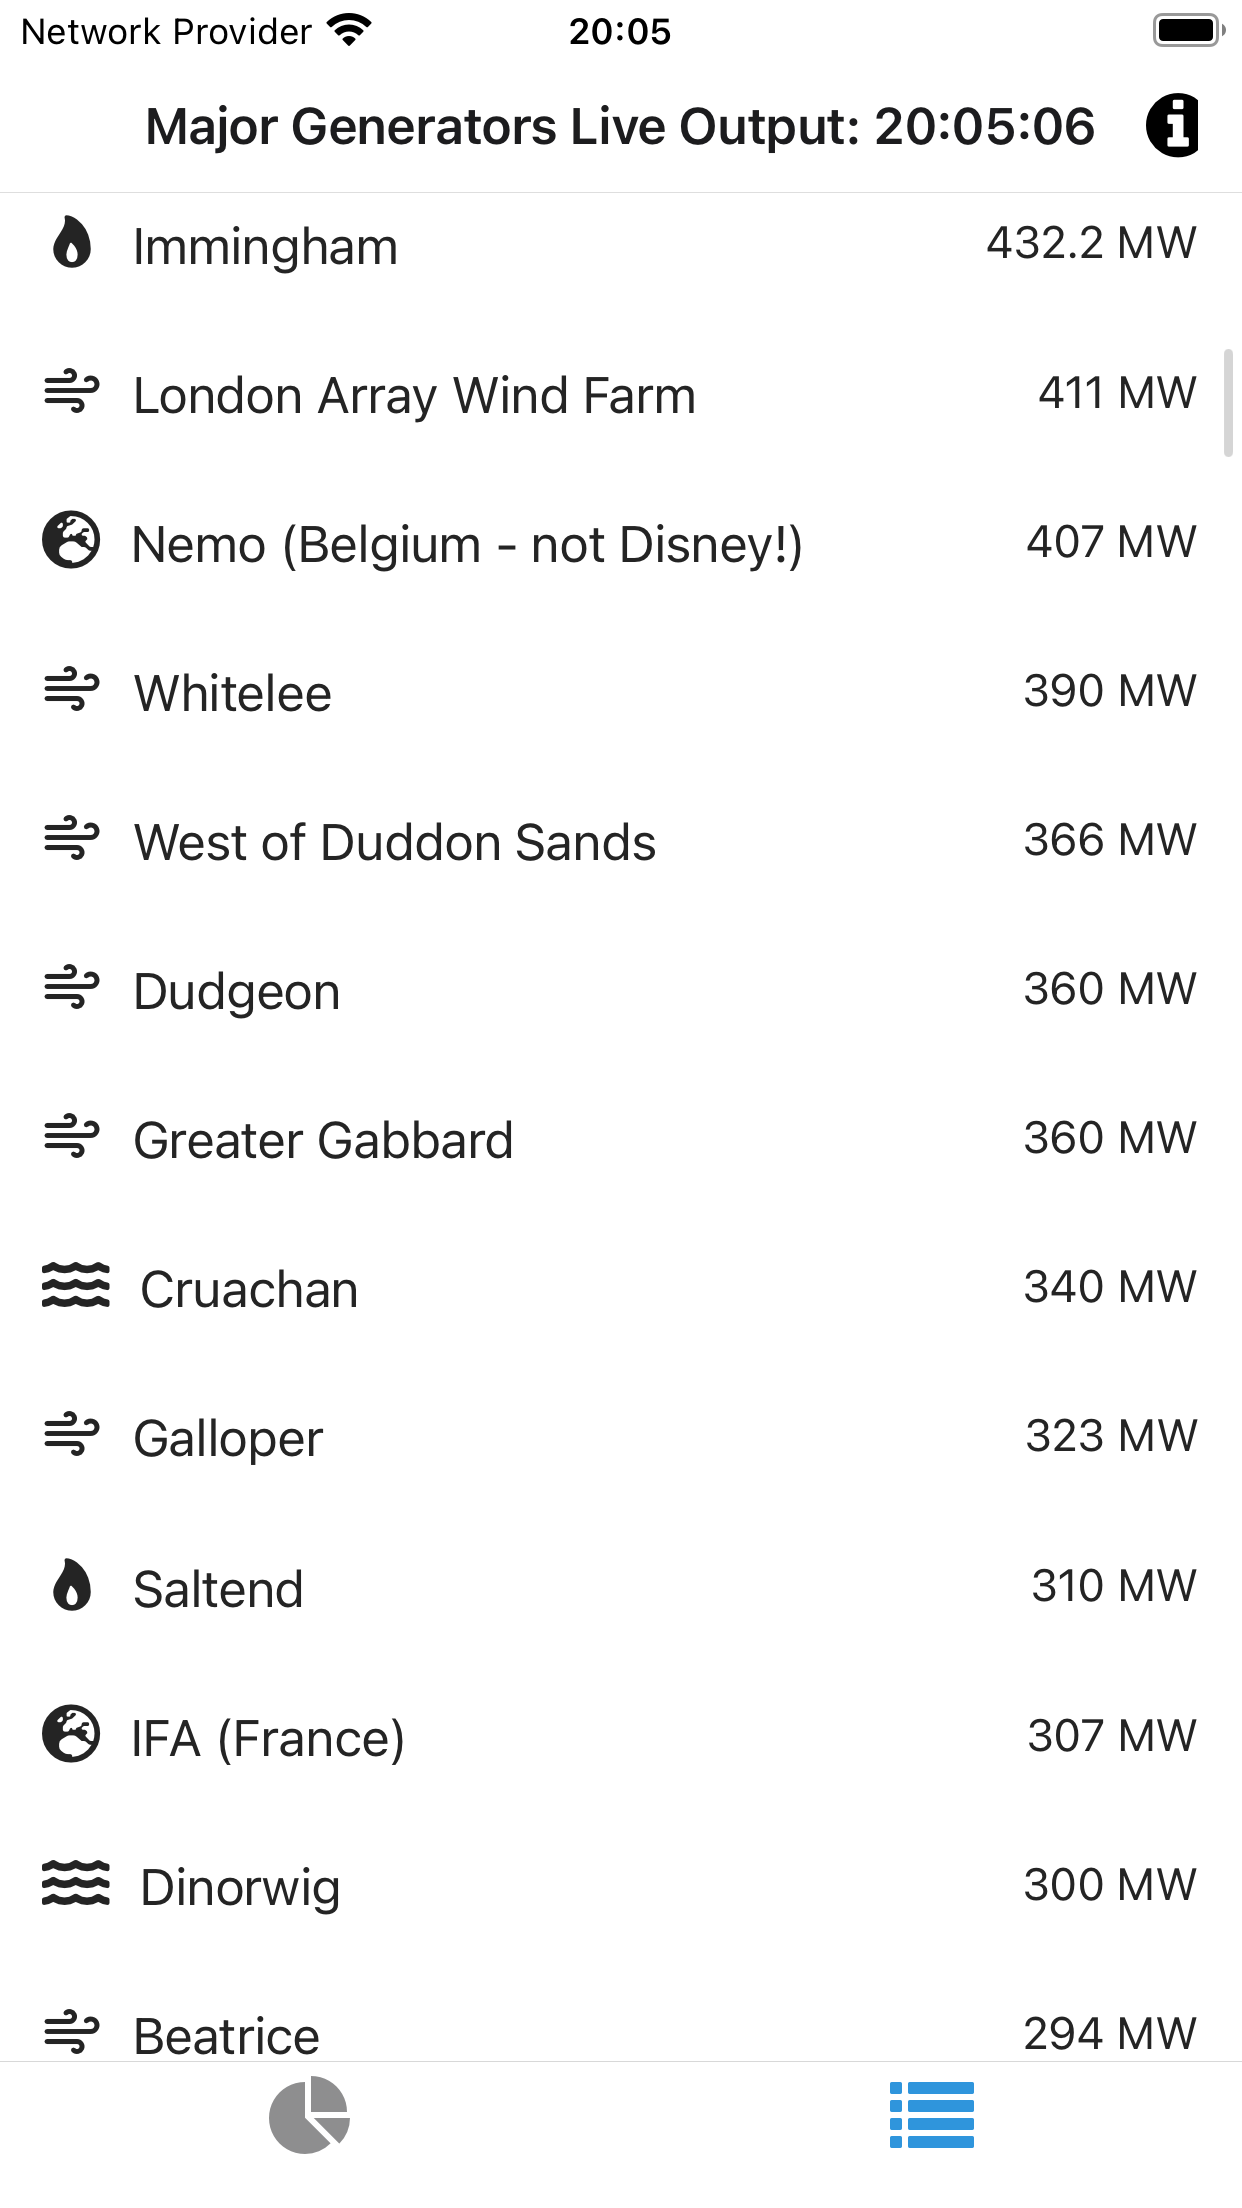 Network Provider 20:05
Major Generators Live Output: 20:05:06
Immingham 432.2 MW
London Array Wind Farm 411 MW
Nemo (Belgium - not Disney!) 407 MW
Whitelee 390 MW
West of Duddon Sands 366 MW
Dudgeon 360 MW
Greater Gabbard 360 MW
Cruachan 340 MW
Galloper 323 MW
Saltend 310 MW
IFA (France) 307 MW
Dinorwig 300 MW
Beatrice 294 MW